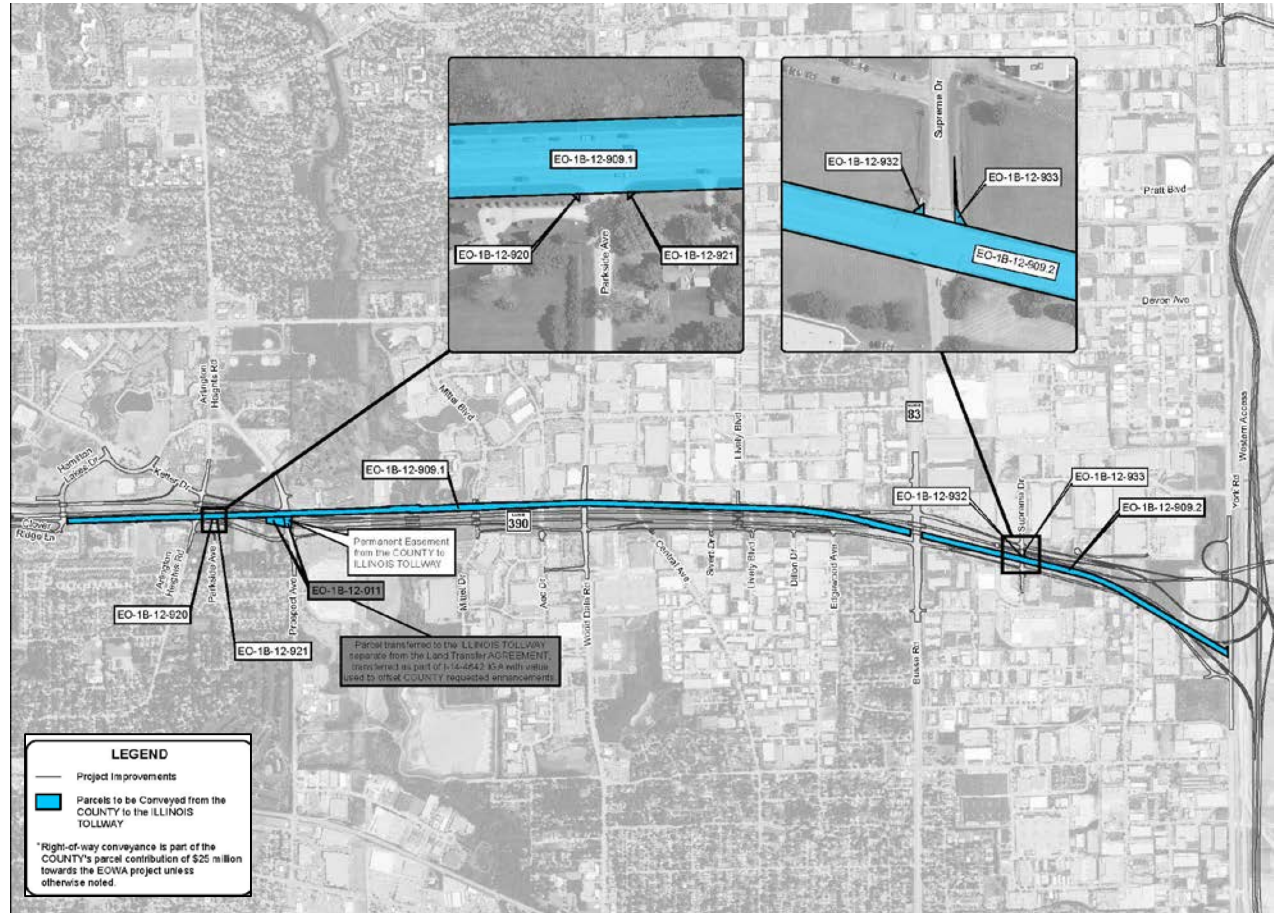 EO-1B-12-909.1
EO-1B-12-920
EO-1B-12-921
Parkside Ave
Supreme Dr
EO-1B-12-932
EO-1B-12-933
EO-1B-12-909.2
Pratt Blvd
Devon Ave
Arlington
Heights Rd
Mittel Blvd
Lively Blvd
83
Western Access
York Rd
Hamilton
Lakes Dr
Ketter Dr
EO-1B-12-909.1
EO-1B-12-932
EO-1B-12-933
Supreme Dr
EO-1B-12-909.2
Clover
Ridge Ln
390
Permanent Easement
from the COUNTY to
ILLINOIS TOLLWAY
Arlington
Heights Rd
Parkside Ave
Prospect Ave
EO-1B-12-011
Mittel Dr
Aec Dr
Wood Dale Rd
Central Ave
Sivert Dr
Lively Blvd
Dillon Dr
Edgewood Ave
Busse Rd
EO-1B-12-920
EO-1B-12-921
Parcel transferred to the ILLINOIS TOLLWAY
separate from the Land Transfer AGREEMENT,
transferred as part of I-14-4642 IGA with value
used to offset COUNTY requested enhancements
LEGEND
Project Improvements
Parcels to be Conveyed from the
COUNTY to the ILLINOIS
TOLLWAY
*Right-of-way conveyance is part of the
COUNTY's parcel contribution of $25 million
towards the EOWA project unless
otherwise noted.